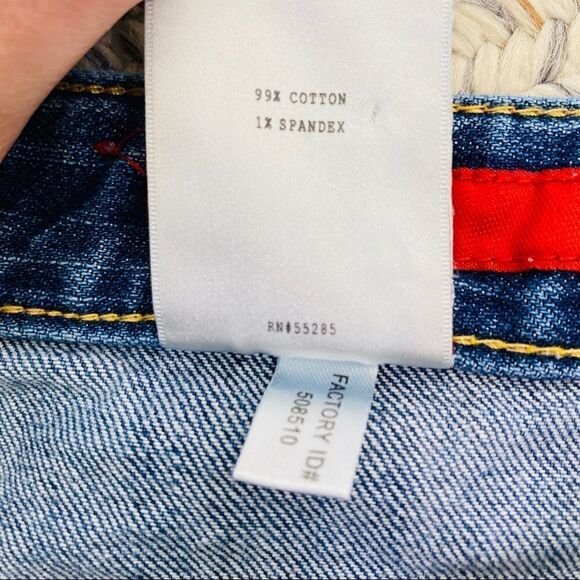 99% COTTON
1% SPANDEX
RN#55285
FACTORY ID#
508510